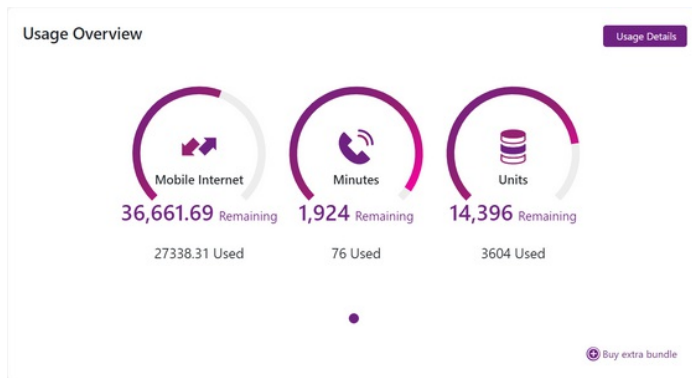 Usage Overview
Usage Details
Mobile Internet
Minutes
Units
36,661.69 Remaining
1,924 Remaining
14,396 Remaining
27338.31 Used
76 Used
3604 Used
Buy extra bundle